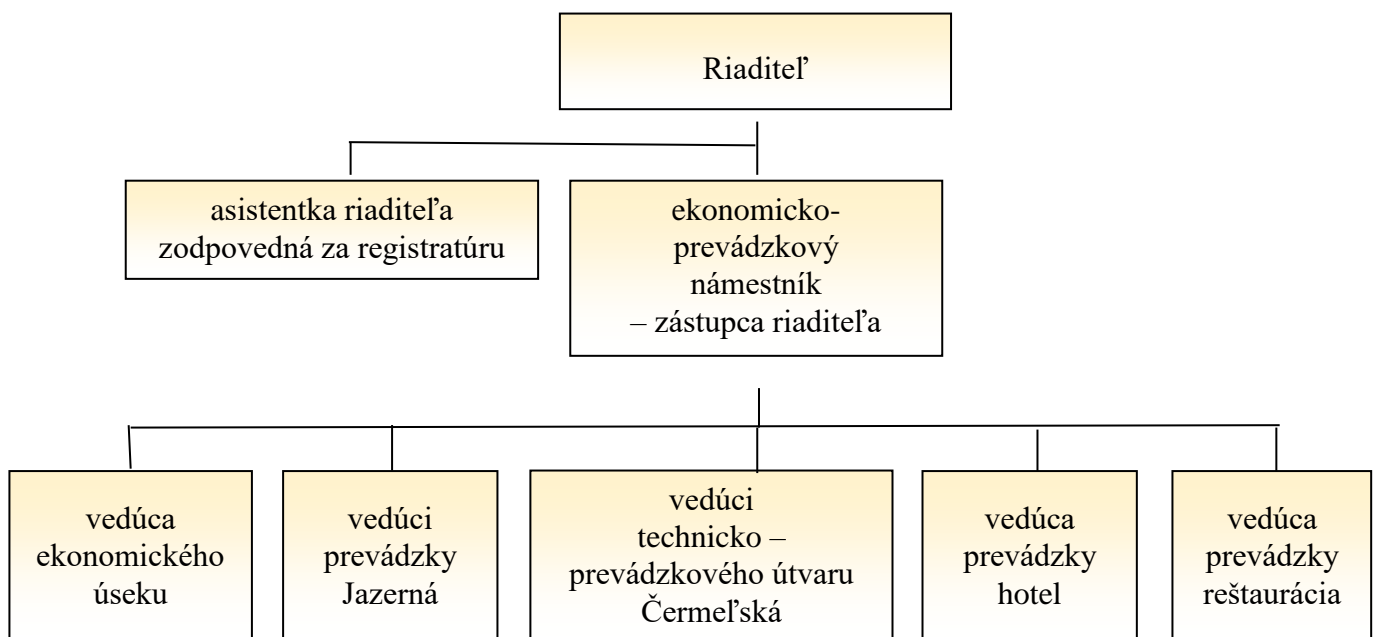 Riaditeľ
asistentka riaditeľa
zodpovedná za registratúru
ekonomicko-
prevádzkový
námestník
– zástupca riaditeľa
vedúca
ekonomického
úseku
vedúci
prevádzky
Jazerná
vedúci
technicko –
prevádzkového útvaru
Čermeľská
vedúca
prevádzky
hotel
vedúca
prevádzky
reštaurácia